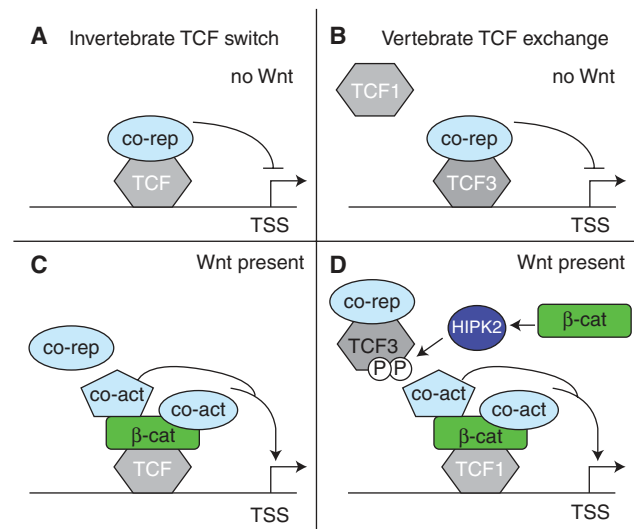 A Invertebrate TCF switch
no Wnt
co-rep
TCF
TSS
B Vertebrate TCF exchange
no Wnt
TCF1
co-rep
TCF3
TSS
C Wnt present
co-rep
co-act
co-act
β-cat
TCF
TSS
D Wnt present
co-rep
TCF3
P P
HIPK2
β-cat
co-act
co-act
β-cat
TCF1
TSS